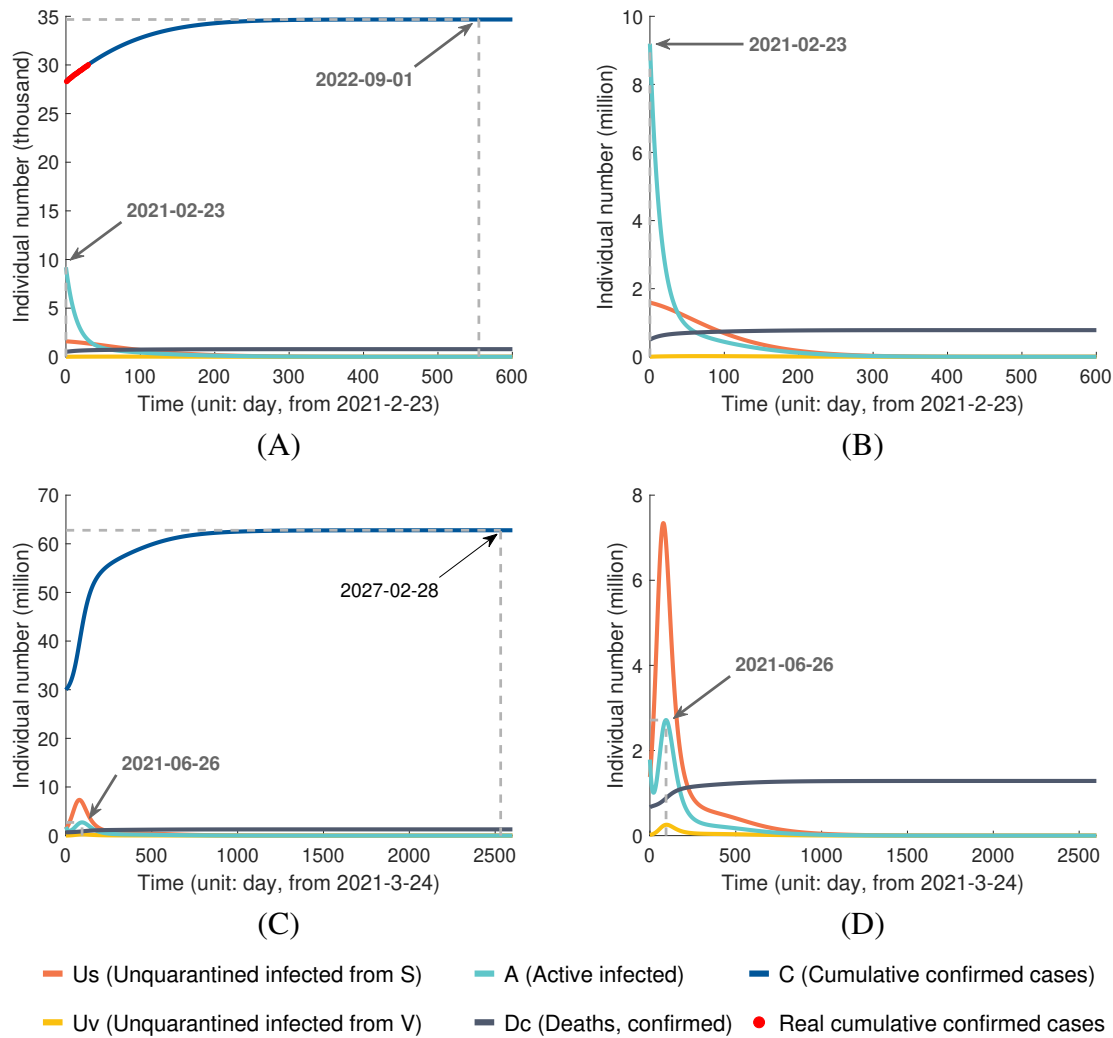 Individual number (thousand)
35
30
25
20
15
10
5
0
0 100 200 300 400 500 600
Time (unit: day, from 2021-2-23)
2022-09-01
2021-02-23
(A)
Individual number (million)
10
8
6
4
2
0
0 100 200 300 400 500 600
Time (unit: day, from 2021-2-23)
2021-02-23
(B)
Individual number (million)
70
60
50
40
30
20
10
0
0 500 1000 1500 2000 2500
Time (unit: day, from 2021-3-24)
2027-02-28
2021-06-26
(C)
Individual number (million)
8
6
4
2
0
0 500 1000 1500 2000 2500
Time (unit: day, from 2021-3-24)
2021-06-26
(D)
Us (Unquarantined infected from S) A (Active infected) C (Cumulative confirmed cases)
Uv (Unquarantined infected from V) Dc (Deaths, confirmed) Real cumulative confirmed cases